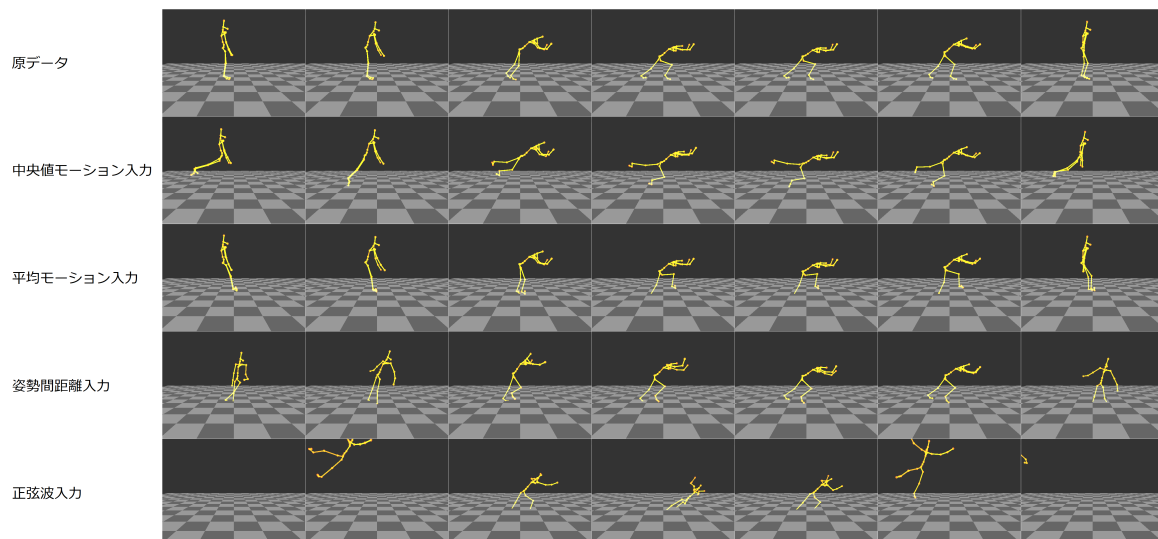 原データ
中央値モーション入力
平均モーション入力
姿勢間距離入力
正弦波入力